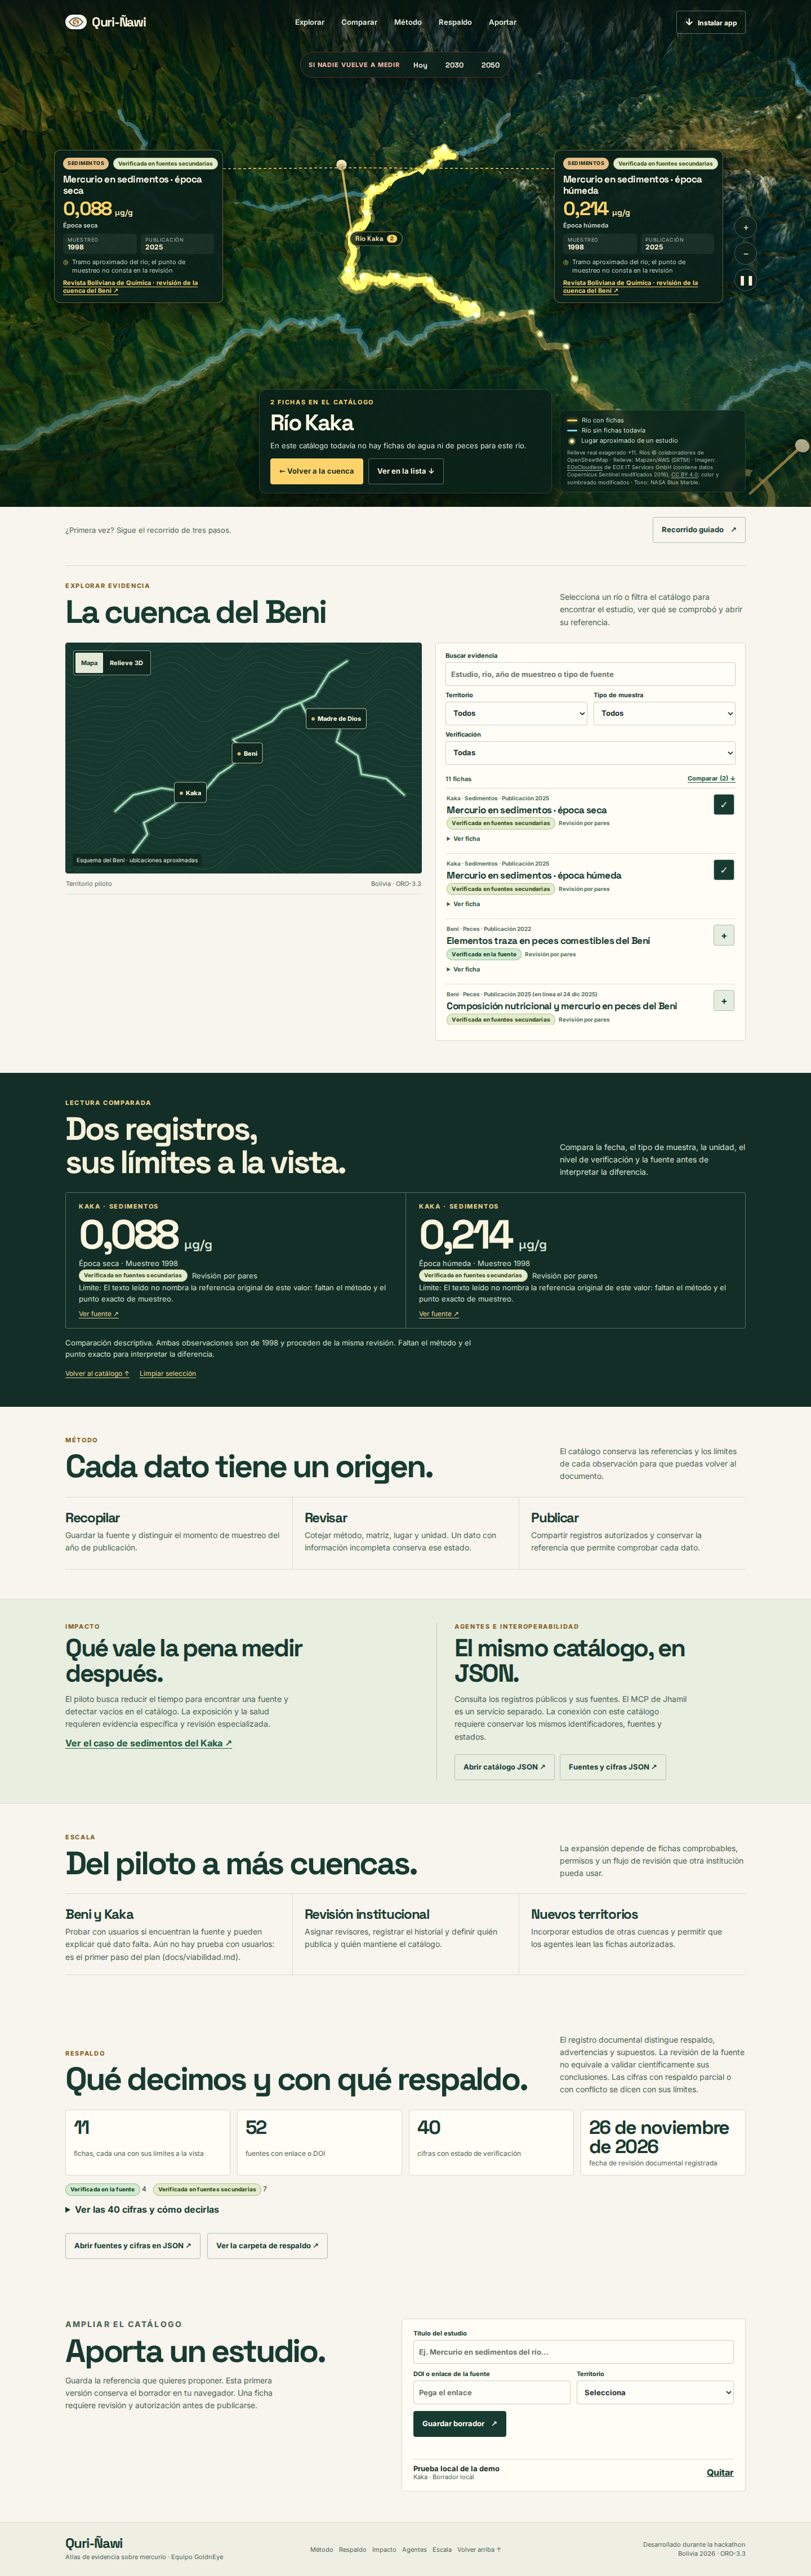 Quri-Ñawi
Explorar Comparar Método Respaldo Aportar
Instalar app
SI NADIE VUELVE A MEDIR Hoy 2030 2050
SEDIMENTOS Verificada en fuentes secundarias
Mercurio en sedimentos · época
seca
0,088 µg/g
Época seca
MUESTREO
1998
PUBLICACIÓN
2025
Tramo aproximado del río; el punto de
muestreo no consta en la revisión
Revista Boliviana de Química · revisión de la
cuenca del Beni ↗
Río Kaka 2
SEDIMENTOS Verificada en fuentes secundarias
Mercurio en sedimentos · época
húmeda
0,214 µg/g
Época húmeda
MUESTREO
1998
PUBLICACIÓN
2025
Tramo aproximado del río; el punto de
muestreo no consta en la revisión
Revista Boliviana de Química · revisión de la
cuenca del Beni ↗
+
−
2 FICHAS EN EL CATÁLOGO
Río Kaka
En este catálogo todavía no hay fichas de agua ni de peces para este río.
← Volver a la cuenca
Ver en la lista ↓
Río con fichas
Río sin fichas todavía
Lugar aproximado de un estudio
Relieve real exagerado ×11. Ríos © colaboradores de
OpenStreetMap · Relieve: Mapzen/AWS (SRTM) · Imagen:
EOxCloudless de EOX IT Services GmbH (contiene datos
Copernicus Sentinel modificados 2016), CC BY 4.0; color y
sombreado modificados · Tono: NASA Blue Marble.
¿Primera vez? Sigue el recorrido de tres pasos.
Recorrido guiado ↗
EXPLORAR EVIDENCIA
La cuenca del Beni
Selecciona un río o filtra el catálogo para
encontrar el estudio, ver qué se comprobó y abrir
su referencia.
Mapa Relieve 3D
Madre de Dios
Beni
Kaka
Esquema del Beni · ubicaciones aproximadas
Territorio piloto
Bolivia · ORO-3.3
Buscar evidencia
Estudio, río, año de muestreo o tipo de fuente
Territorio
Todos
Tipo de muestra
Todos
Verificación
Todas
11 fichas
Comparar (2) ↓
Kaka · Sedimentos · Publicación 2025
Mercurio en sedimentos · época seca
Verificada en fuentes secundarias Revisión por pares
▸ Ver ficha
✓
Kaka · Sedimentos · Publicación 2025
Mercurio en sedimentos · época húmeda
Verificada en fuentes secundarias Revisión por pares
▸ Ver ficha
✓
Beni · Peces · Publicación 2022
Elementos traza en peces comestibles del Beni
Verificada en la fuente Revisión por pares
▸ Ver ficha
+
Beni · Peces · Publicación 2025 (en línea el 24 dic 2025)
Composición nutricional y mercurio en peces del Beni
Verificada en fuentes secundarias Revisión por pares
+
LECTURA COMPARADA
Dos registros,
sus límites a la vista.
Compara la fecha, el tipo de muestra, la unidad, el
nivel de verificación y la fuente antes de
interpretar la diferencia.
KAKA · SEDIMENTOS
0,088 µg/g
Época seca · Muestreo 1998
Verificada en fuentes secundarias Revisión por pares
Límite: El texto leído no nombra la referencia original de este valor: faltan el método y el
punto exacto de muestreo.
Ver fuente ↗
KAKA · SEDIMENTOS
0,214 µg/g
Época húmeda · Muestreo 1998
Verificada en fuentes secundarias Revisión por pares
Límite: El texto leído no nombra la referencia original de este valor: faltan el método y el
punto exacto de muestreo.
Ver fuente ↗
Comparación descriptiva. Ambas observaciones son de 1998 y proceden de la misma revisión. Faltan el método y el
punto exacto para interpretar la diferencia.
Volver al catálogo ↑ Limpiar selección
MÉTODO
Cada dato tiene un origen.
El catálogo conserva las referencias y los límites
de cada observación para que puedas volver al
documento.
Recopilar
Guardar la fuente y distinguir el momento de muestreo del
año de publicación.
Revisar
Cotejar método, matriz, lugar y unidad. Un dato con
información incompleta conserva ese estado.
Publicar
Compartir registros autorizados y conservar la
referencia que permite comprobar cada dato.
IMPACTO
Qué vale la pena medir
después.
El piloto busca reducir el tiempo para encontrar una fuente y
detectar vacíos en el catálogo. La exposición y la salud
requieren evidencia específica y revisión especializada.
Ver el caso de sedimentos del Kaka ↗
AGENTES E INTEROPERABILIDAD
El mismo catálogo, en
JSON.
Consulta los registros públicos y sus fuentes. El MCP de Jhamil
es un servicio separado. La conexión con este catálogo
requiere conservar los mismos identificadores, fuentes y
estados.
Abrir catálogo JSON ↗
Fuentes y cifras JSON ↗
ESCALA
Del piloto a más cuencas.
La expansión depende de fichas comprobables,
permisos y un flujo de revisión que otra institución
pueda usar.
Beni y Kaka
Probar con usuarios si encuentran la fuente y pueden
explicar qué dato falta. Aún no hay prueba con usuarios:
es el primer paso del plan (docs/viabilidad.md).
Revisión institucional
Asignar revisores, registrar el historial y definir quién
publica y quién mantiene el catálogo.
Nuevos territorios
Incorporar estudios de otras cuencas y permitir que
los agentes lean las fichas autorizadas.
RESPALDO
Qué decimos y con qué respaldo.
El registro documental distingue respaldo,
advertencias y supuestos. La revisión de la fuente
no equivale a validar científicamente sus
conclusiones. Las cifras con respaldo parcial o
con conflicto se dicen con sus límites.
11
fichas, cada una con sus límites a la vista
52
fuentes con enlace o DOI
40
cifras con estado de verificación
26 de noviembre
de 2026
fecha de revisión documental registrada
Verificada en la fuente 4 Verificada en fuentes secundarias 7
▸ Ver las 40 cifras y cómo decirlas
Abrir fuentes y cifras en JSON ↗
Ver la carpeta de respaldo ↗
AMPLIAR EL CATÁLOGO
Aporta un estudio.
Guarda la referencia que quieres proponer. Esta primera
versión conserva el borrador en tu navegador. Una ficha
requiere revisión y autorización antes de publicarse.
Título del estudio
Ej. Mercurio en sedimentos del río...
DOI o enlace de la fuente
Pega el enlace
Territorio
Selecciona
Guardar borrador ↗
Prueba local de la demo
Kaka · Borrador local
Quitar
Quri-Ñawi
Atlas de evidencia sobre mercurio · Equipo GoldnEye
Método Respaldo Impacto Agentes Escala Volver arriba ↑
Desarrollado durante la hackathon
Bolivia 2026 · ORO-3.3